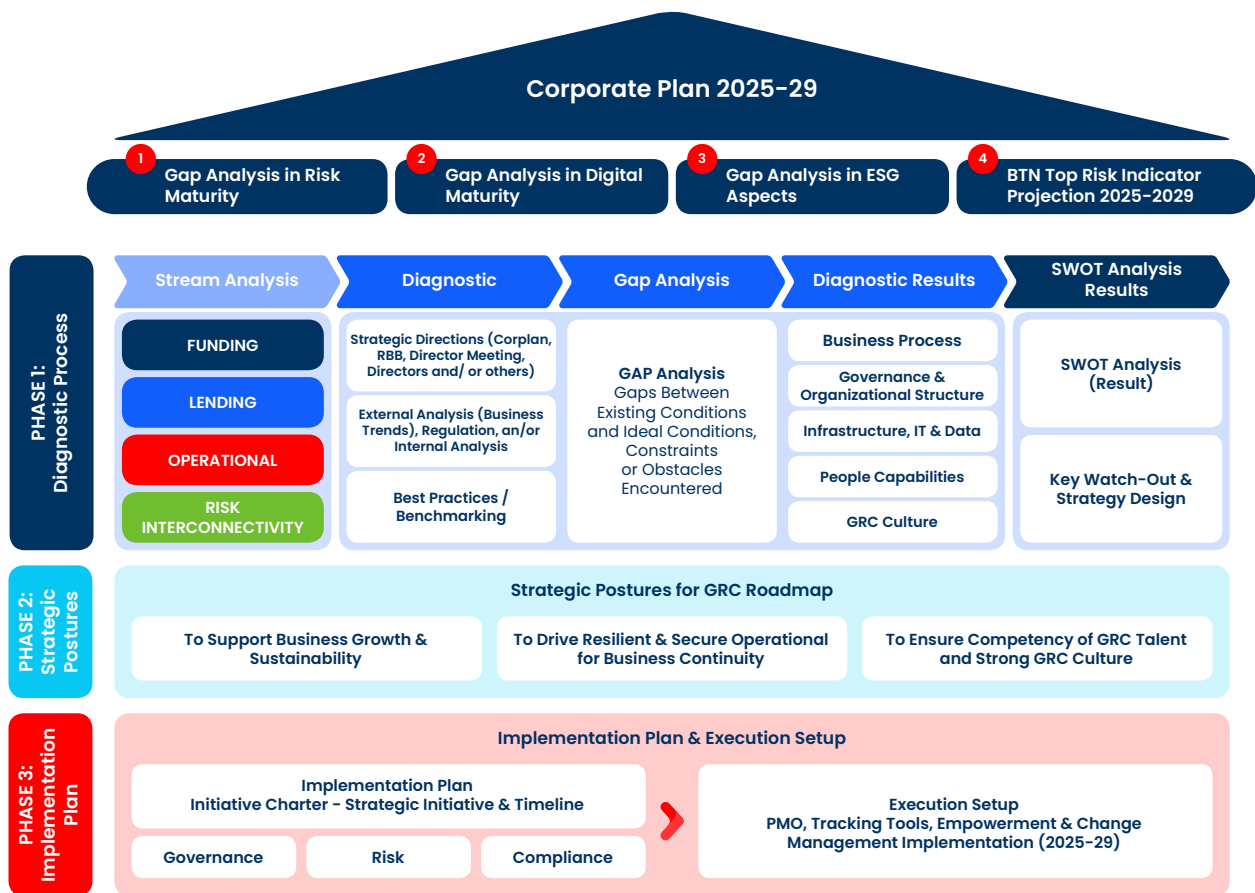 Corporate Plan 2025-29
1
Gap Analysis in Risk
Maturity
2
Gap Analysis in Digital
Maturity
3
Gap Analysis in ESG
Aspects
4
BTN Top Risk Indicator
Projection 2025-2029
PHASE 1:
Diagnostic Process
Stream Analysis
Diagnostic
Gap Analysis
Diagnostic Results
SWOT Analysis
Results
FUNDING
LENDING
OPERATIONAL
RISK
INTERCONNECTIVITY
Strategic Directions (Corplan,
RBB, Director Meeting,
Directors and/ or others)
External Analysis (Business
Trends), Regulation, an/or
Internal Analysis
Best Practices /
Benchmarking
GAP Analysis
Gaps Between
Existing Conditions
and Ideal Conditions,
Constraints
or Obstacles
Encountered
Business Process
Governance &
Organizational Structure
Infrastructure, IT & Data
People Capabilities
GRC Culture
SWOT Analysis
(Result)
Key Watch-Out &
Strategy Design
PHASE 2:
Strategic
Postures
Strategic Postures for GRC Roadmap
To Support Business Growth &
Sustainability
To Drive Resilient & Secure Operational
for Business Continuity
To Ensure Competency of GRC Talent
and Strong GRC Culture
PHASE 3:
Implementation
Plan
Implementation Plan & Execution Setup
Implementation Plan
Initiative Charter - Strategic Initiative & Timeline
Governance
Risk
Compliance
Execution Setup
PMO, Tracking Tools, Empowerment & Change
Management Implementation (2025-29)